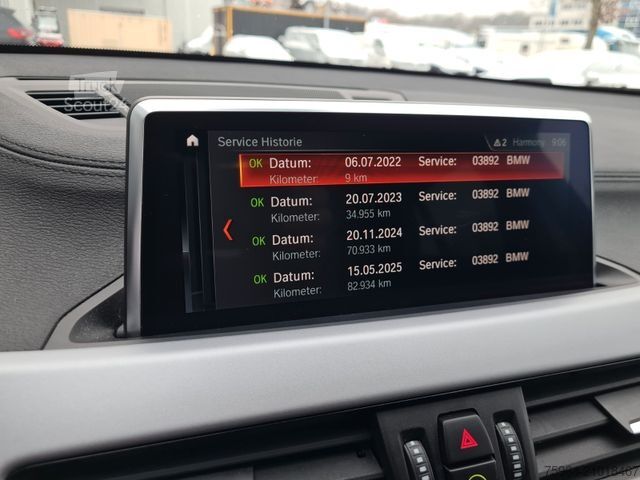 Truck
Scout24
Service Historie
2 Harmony 9:06
OK Datum: 06.07.2022 Service: 03892 BMW
Kilometer: 9 km
OK Datum: 20.07.2023 Service: 03892 BMW
Kilometer: 34.955 km
OK Datum: 20.11.2024 Service: 03892 BMW
Kilometer: 70.933 km
OK Datum: 15.05.2025 Service: 03892 BMW
Kilometer: 82.934 km